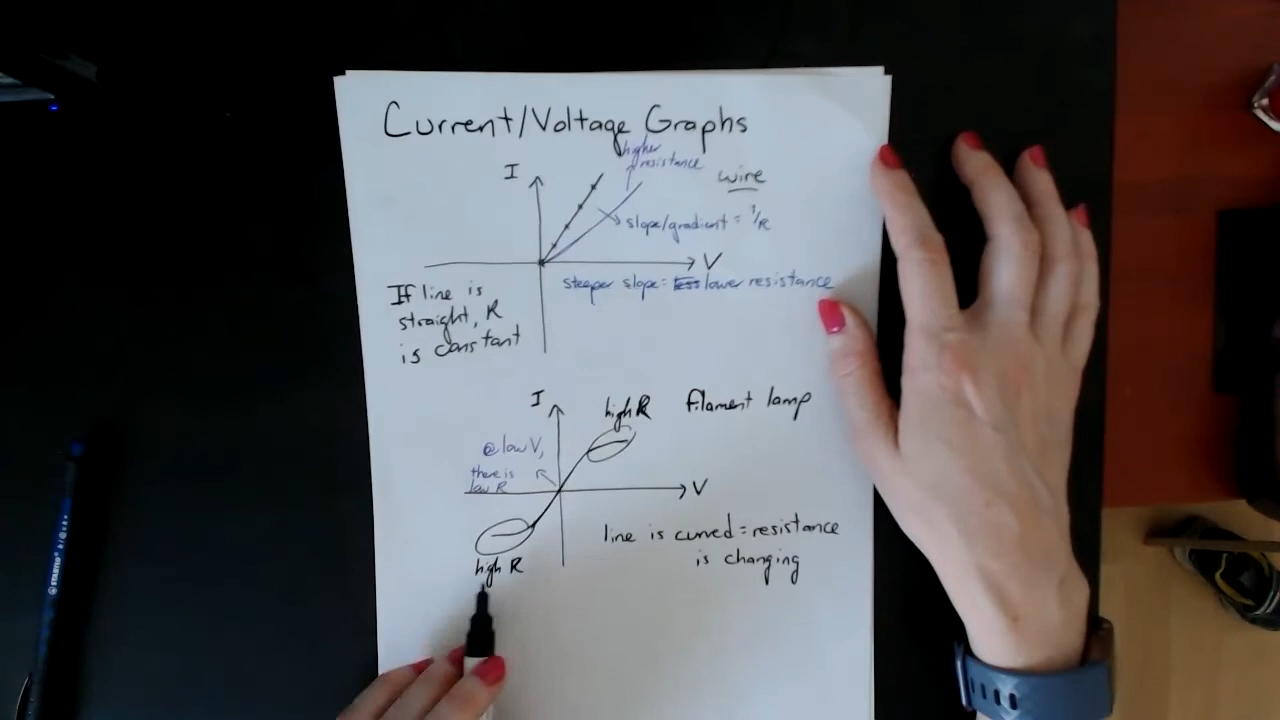 Current/Voltage Graphs
higher
resistance
I
wire
slope/gradient = 1/R
V
steeper slope = less lower resistance
If line is
straight, R
is constant
I
high R
filament lamp
@ low V,
there is
low R
V
line is curved = resistance
is changing
high R
STAEDTLER